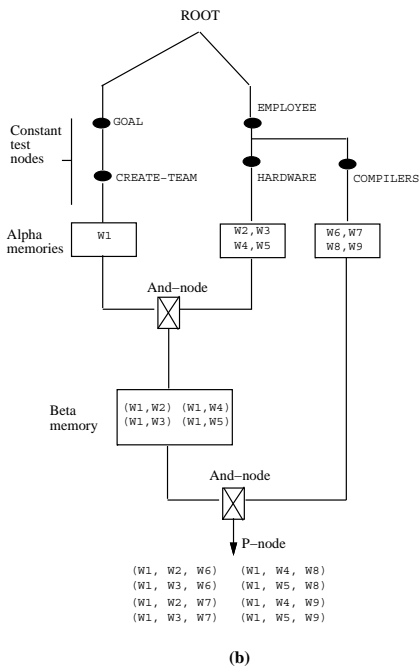 ROOT
GOAL
EMPLOYEE
Constant
test
nodes
CREATE-TEAM
HARDWARE
COMPILERS
Alpha
memories
W1
W2,W3
W4,W5
W6,W7
W8,W9
And-node
Beta
memory
(W1,W2) (W1,W4)
(W1,W3) (W1,W5)
And-node
P-node
(W1, W2, W6) (W1, W4, W8)
(W1, W3, W6) (W1, W5, W8)
(W1, W2, W7) (W1, W4, W9)
(W1, W3, W7) (W1, W5, W9)
(b)